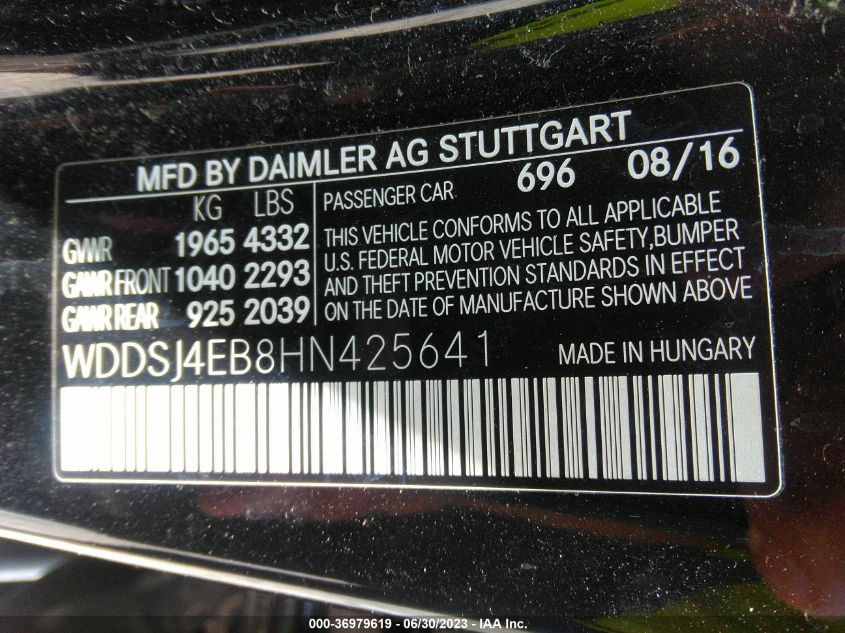 MFD BY DAIMLER AG STUTTGART
KG LBS
GVWR 1965 4332
GAWR FRONT 1040 2293
GAWR REAR 925 2039
PASSENGER CAR 696 08/16
THIS VEHICLE CONFORMS TO ALL APPLICABLE
U.S. FEDERAL MOTOR VEHICLE SAFETY,BUMPER
AND THEFT PREVENTION STANDARDS IN EFFECT
ON THE DATE OF MANUFACTURE SHOWN ABOVE
WDDSJ4EB8HN425641 MADE IN HUNGARY
000-36979619 - 06/30/2023 - IAA Inc.